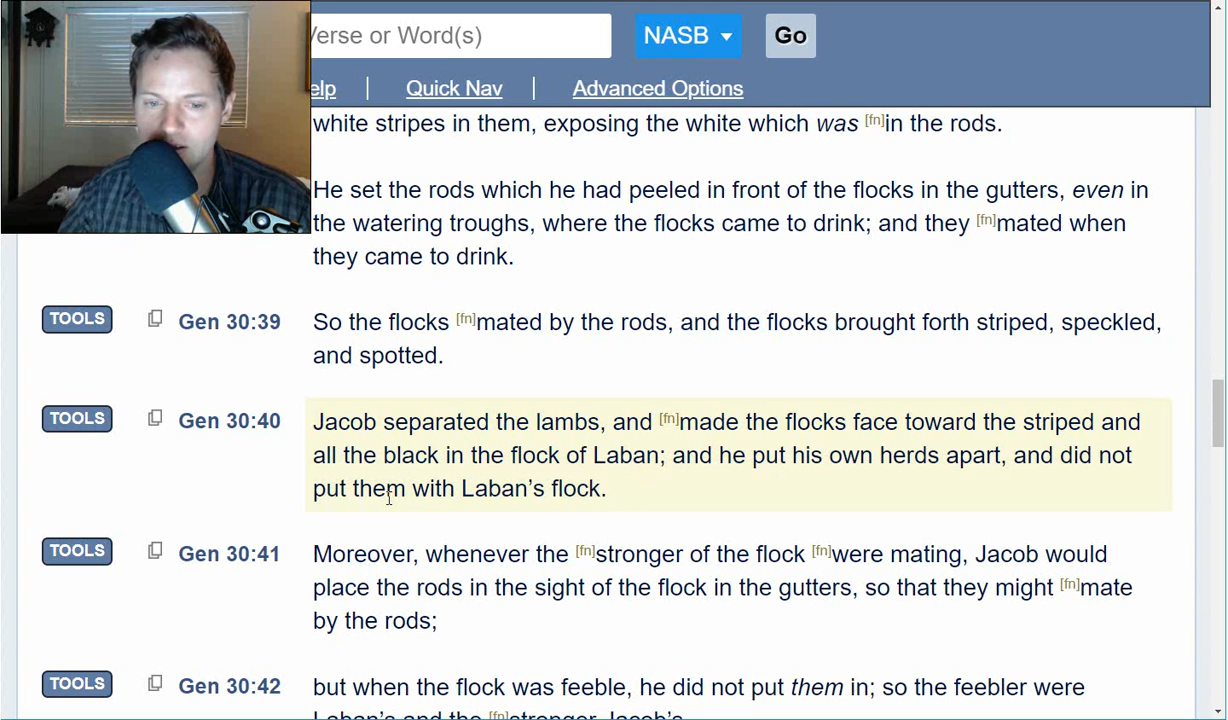 Verse or Word(s) NASB Go
elp | Quick Nav | Advanced Options
white stripes in them, exposing the white which was [fn]in the rods.
He set the rods which he had peeled in front of the flocks in the gutters, even in
the watering troughs, where the flocks came to drink; and they [fn]mated when
they came to drink.
TOOLS Gen 30:39 So the flocks [fn]mated by the rods, and the flocks brought forth striped, speckled,
and spotted.
TOOLS Gen 30:40 Jacob separated the lambs, and [fn]made the flocks face toward the striped and
all the black in the flock of Laban; and he put his own herds apart, and did not
put them with Laban’s flock.
TOOLS Gen 30:41 Moreover, whenever the [fn]stronger of the flock [fn]were mating, Jacob would
place the rods in the sight of the flock in the gutters, so that they might [fn]mate
by the rods;
TOOLS Gen 30:42 but when the flock was feeble, he did not put them in; so the feebler were
Laban’s and the [fn]stronger Jacob’s